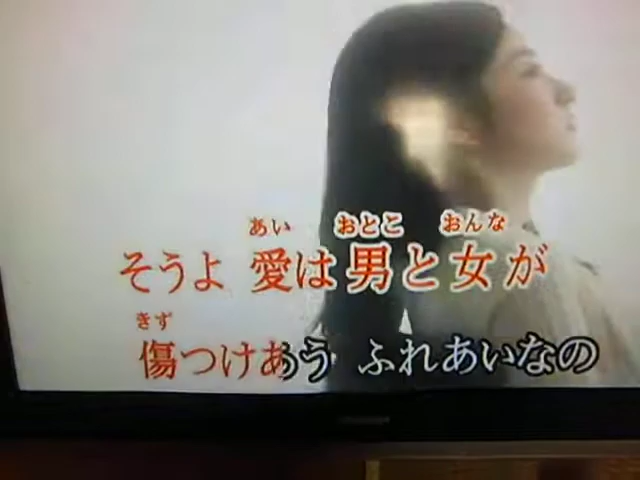 あい おとこ おんな
そうよ 愛は男と女が
きず
傷つけあう ふれあいなの